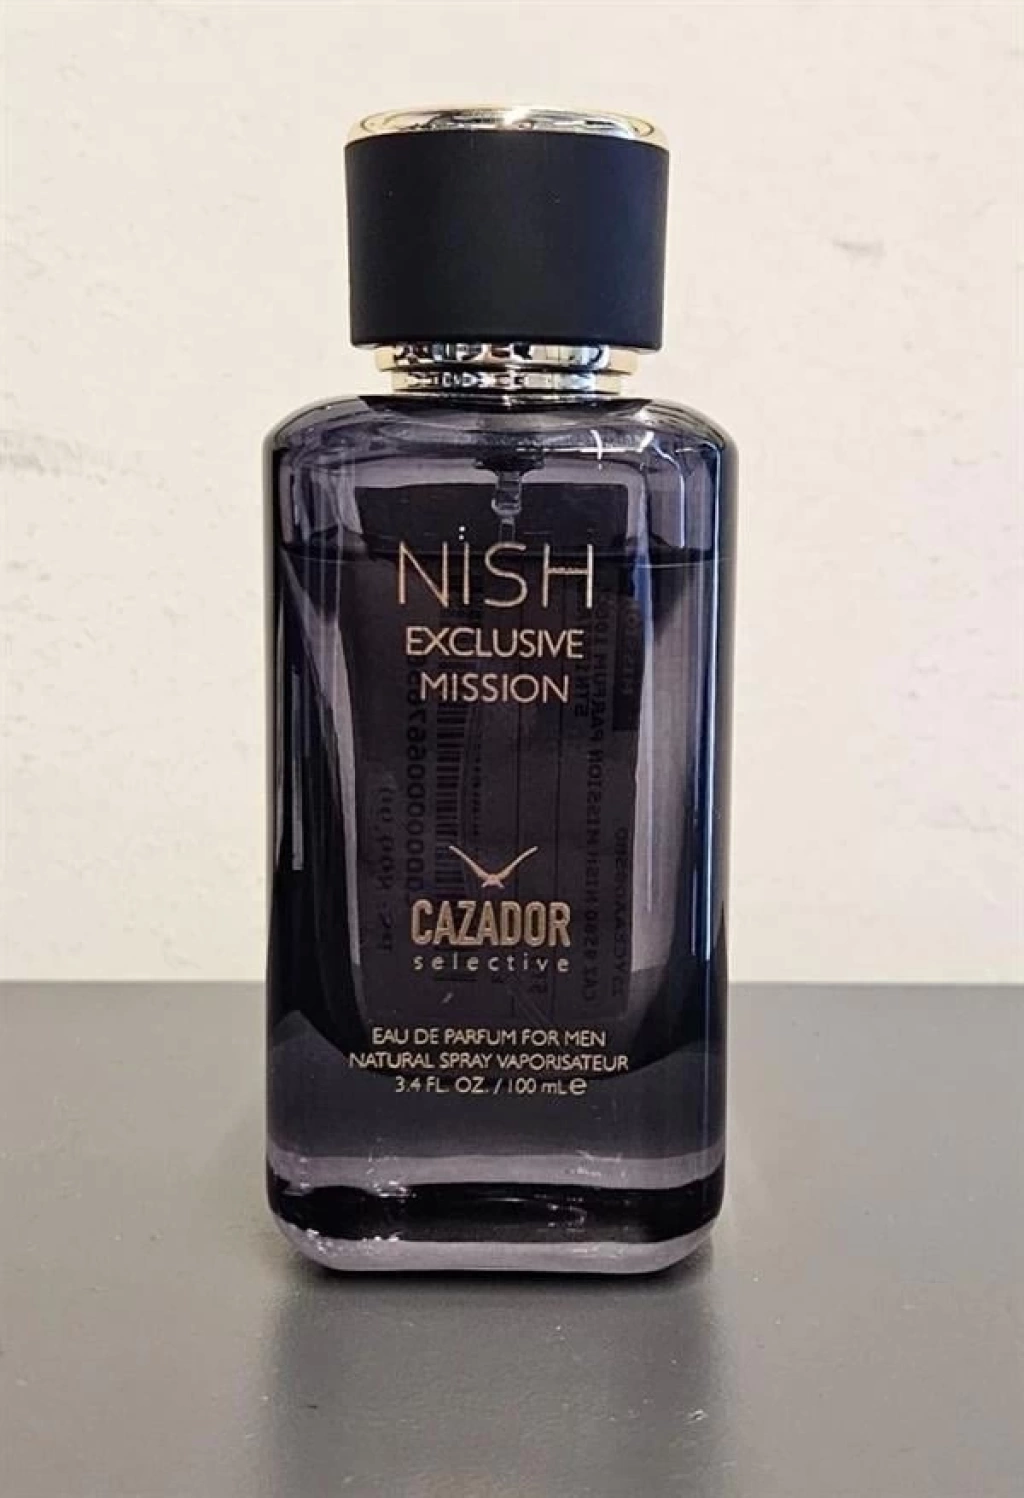 NiSH
EXCLUSIVE
MISSION
CAZADOR
selective
EAU DE PARFUM FOR MEN
NATURAL SPRAY VAPORISATEUR
3.4 FL. OZ. / 100 mL e